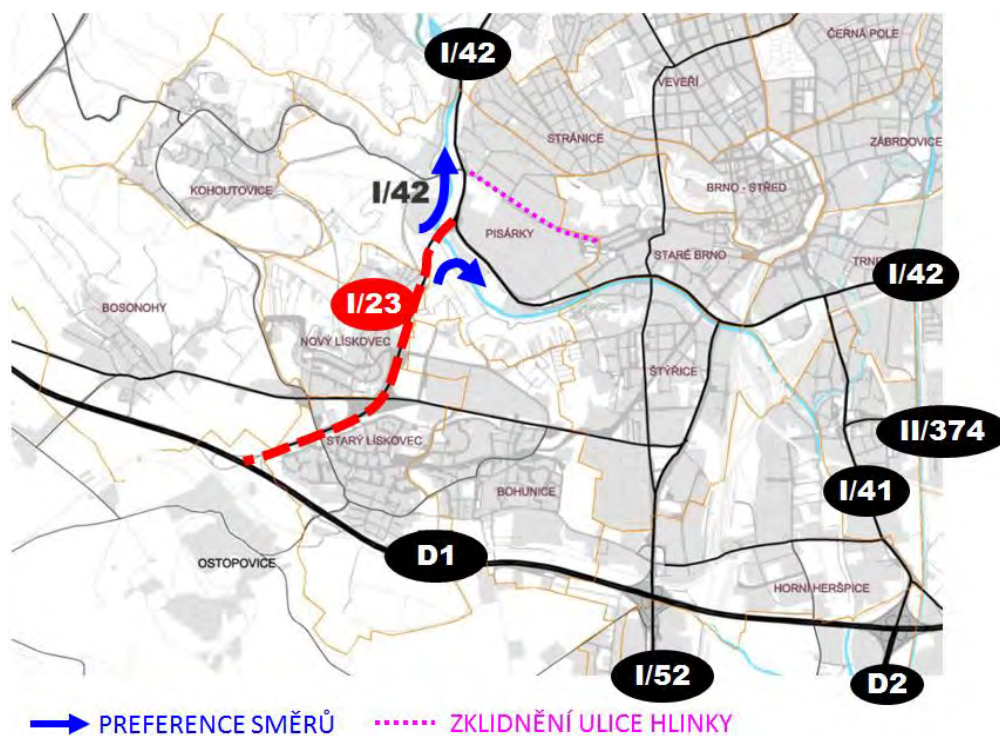 ČERNÁ POLE
I/42
VEVEŘÍ
STRÁNICE
ZÁBRDOVICE
KOHOUTOVICE
I/42
BRNO - STŘED
PISÁRKY
STARÉ BRNO
I/42
I/23
BOSONOHY
NOVÝ LÍSKOVEC
ŠTÝŘICE
STARÝ LÍSKOVEC
II/374
BOHUNICE
I/41
D1
OSTOPOVICE
HORNÍ HERŠPICE
I/52
D2
PREFERENCE SMĚRŮ
ZKLIDNĚNÍ ULICE HLINKY